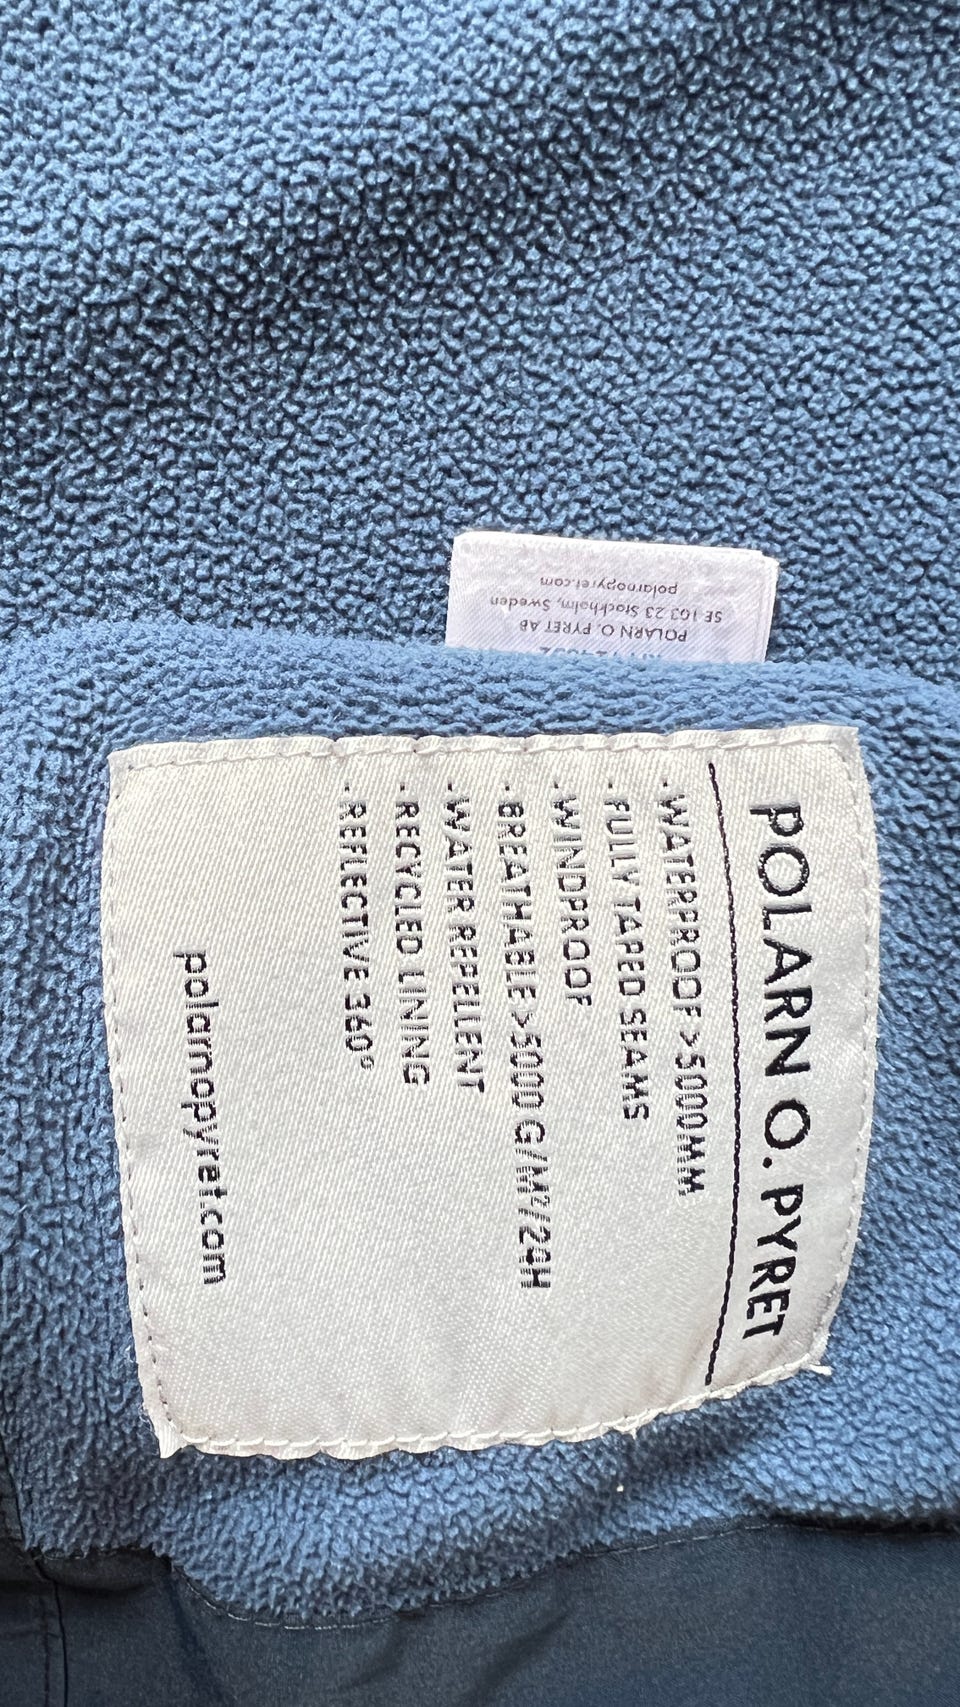 POLARN O. PYRET
·WATERPROOF >5000MM
·FULLY TAPED SEAMS
·WINDPROOF
·BREATHABLE >5000 G/M²/24H
·WATER REPELLENT
·RECYCLED LINING
·REFLECTIVE 360°
polarnopyret.com
POLARN O. PYRET AB
SE 103 23 Stockholm, Sweden
polarnopyret.com